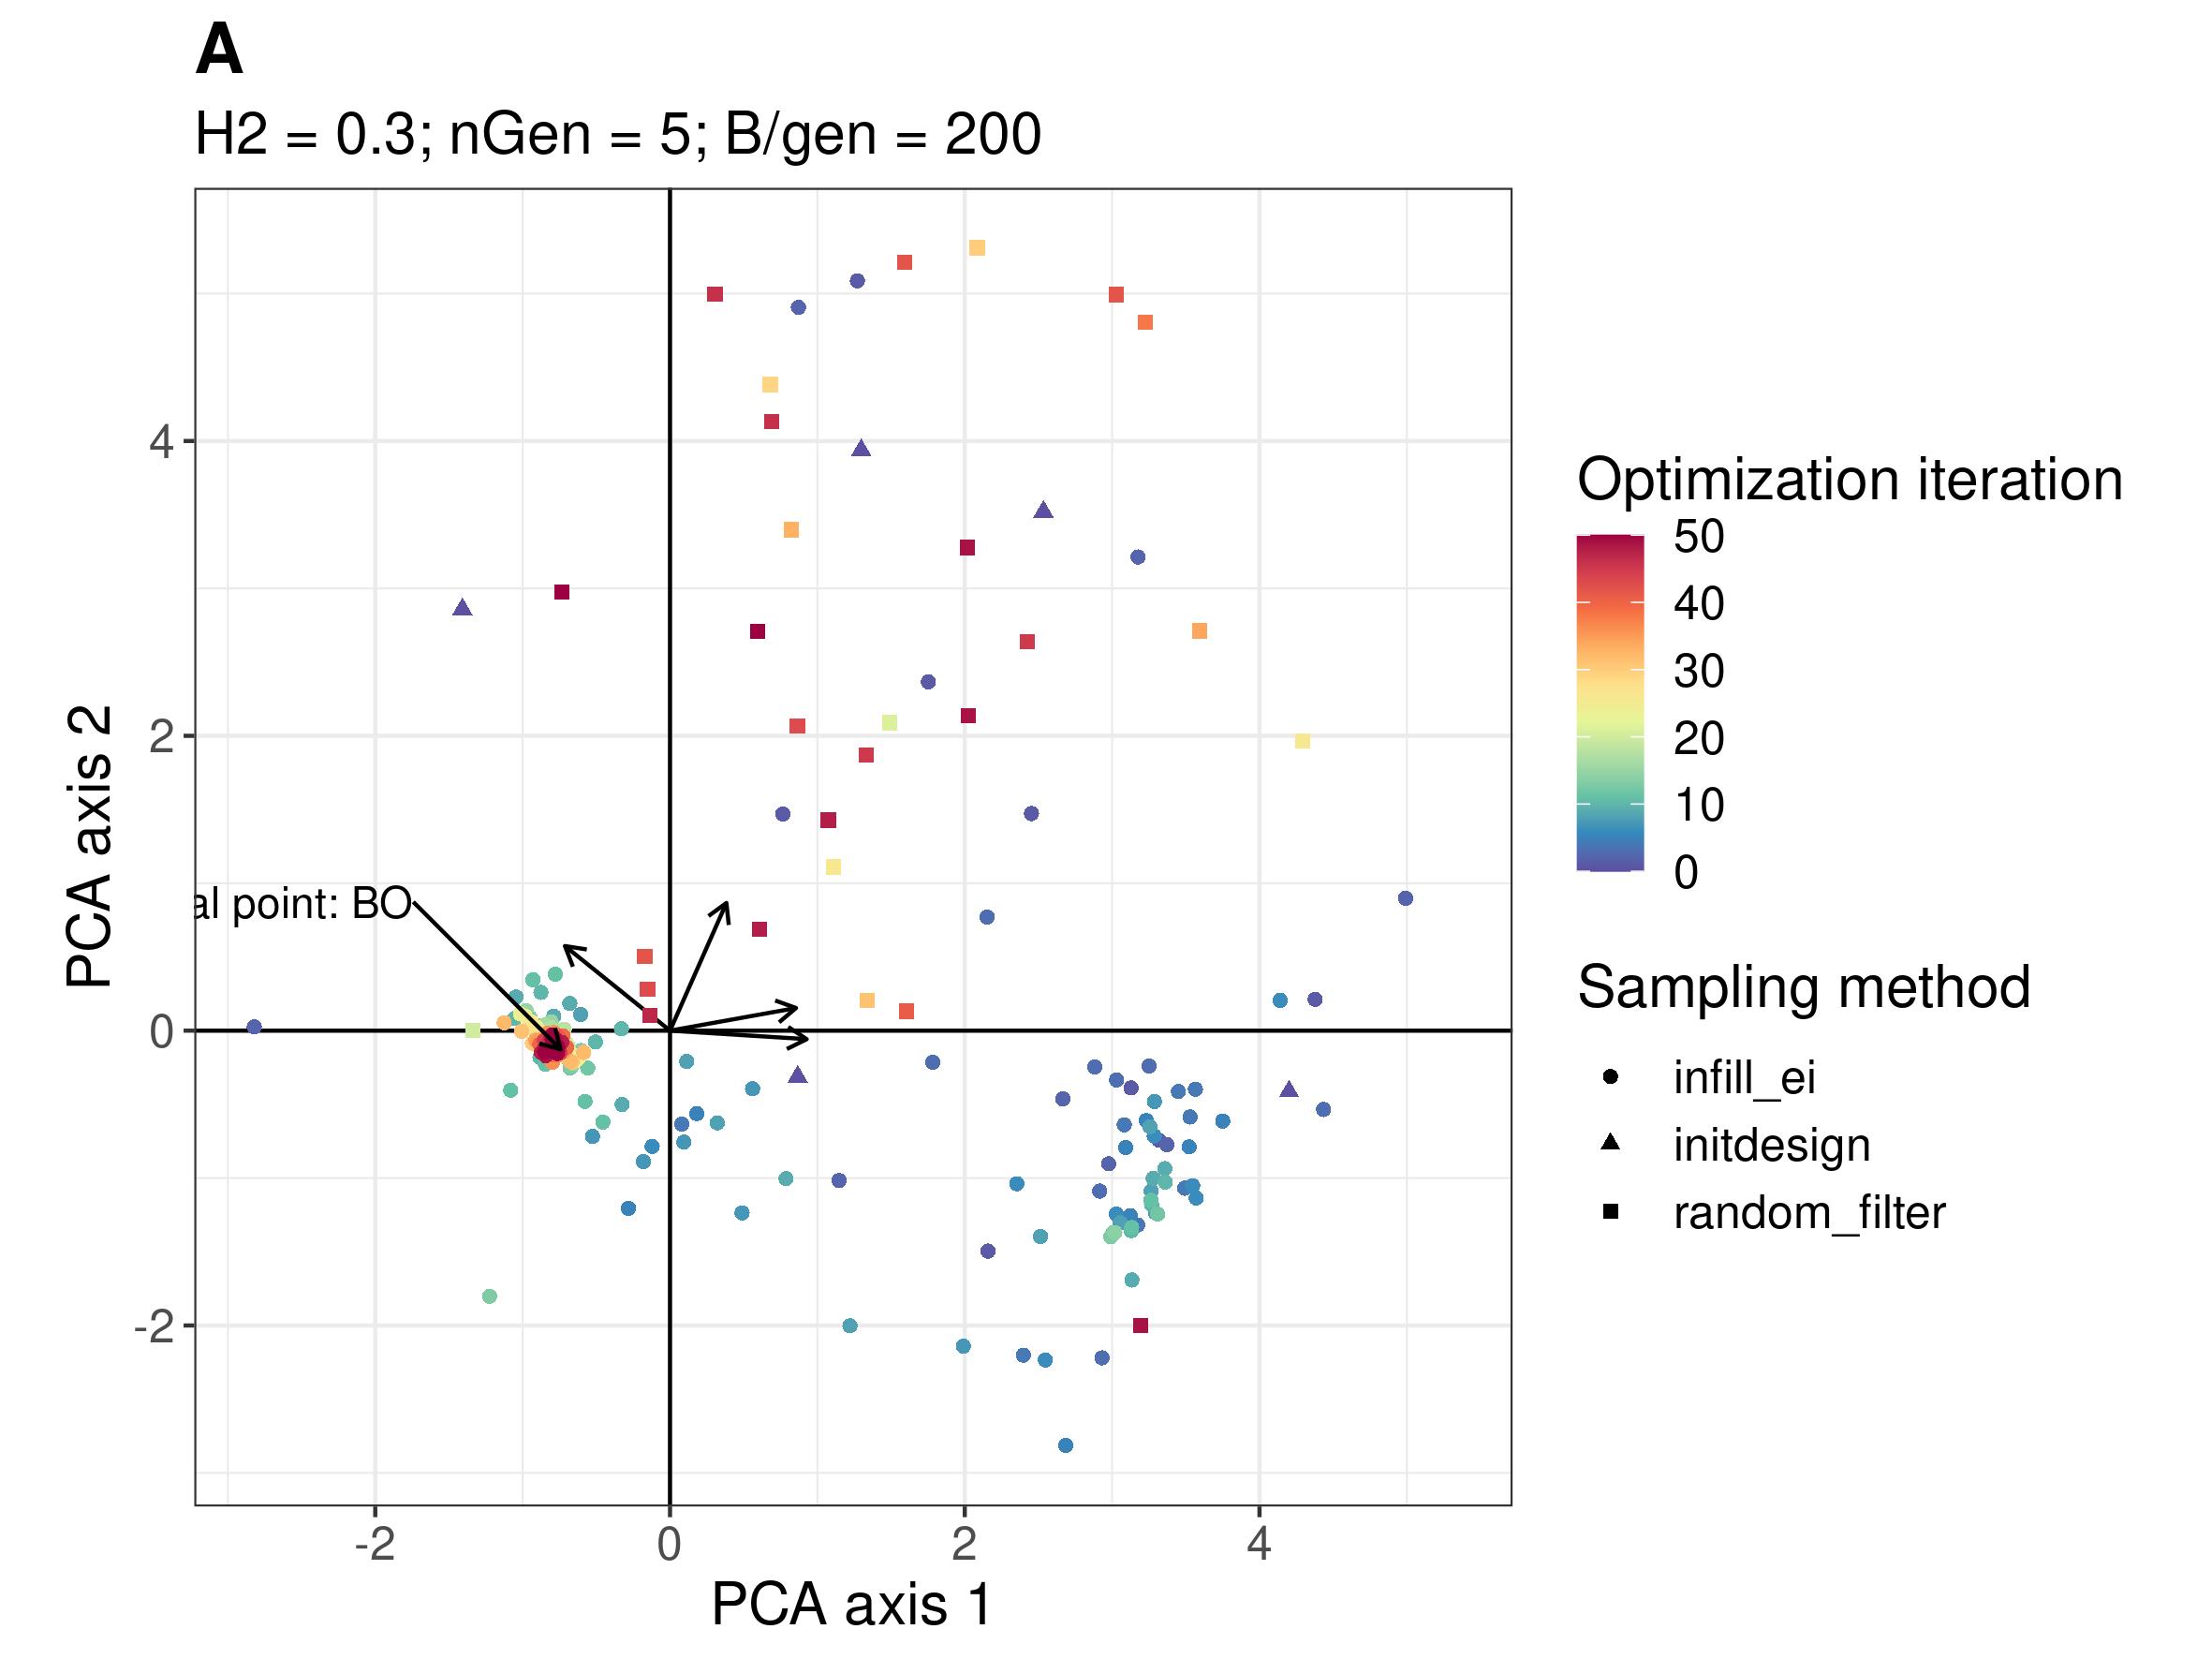 A
H2 = 0.3; nGen = 5; B/gen = 200
PCA axis 2
4
2
0
-2
al point: BO
-2
0
2
4
PCA axis 1
Optimization iteration
50
40
30
20
10
0
Sampling method
infill_ei
initdesign
random_filter